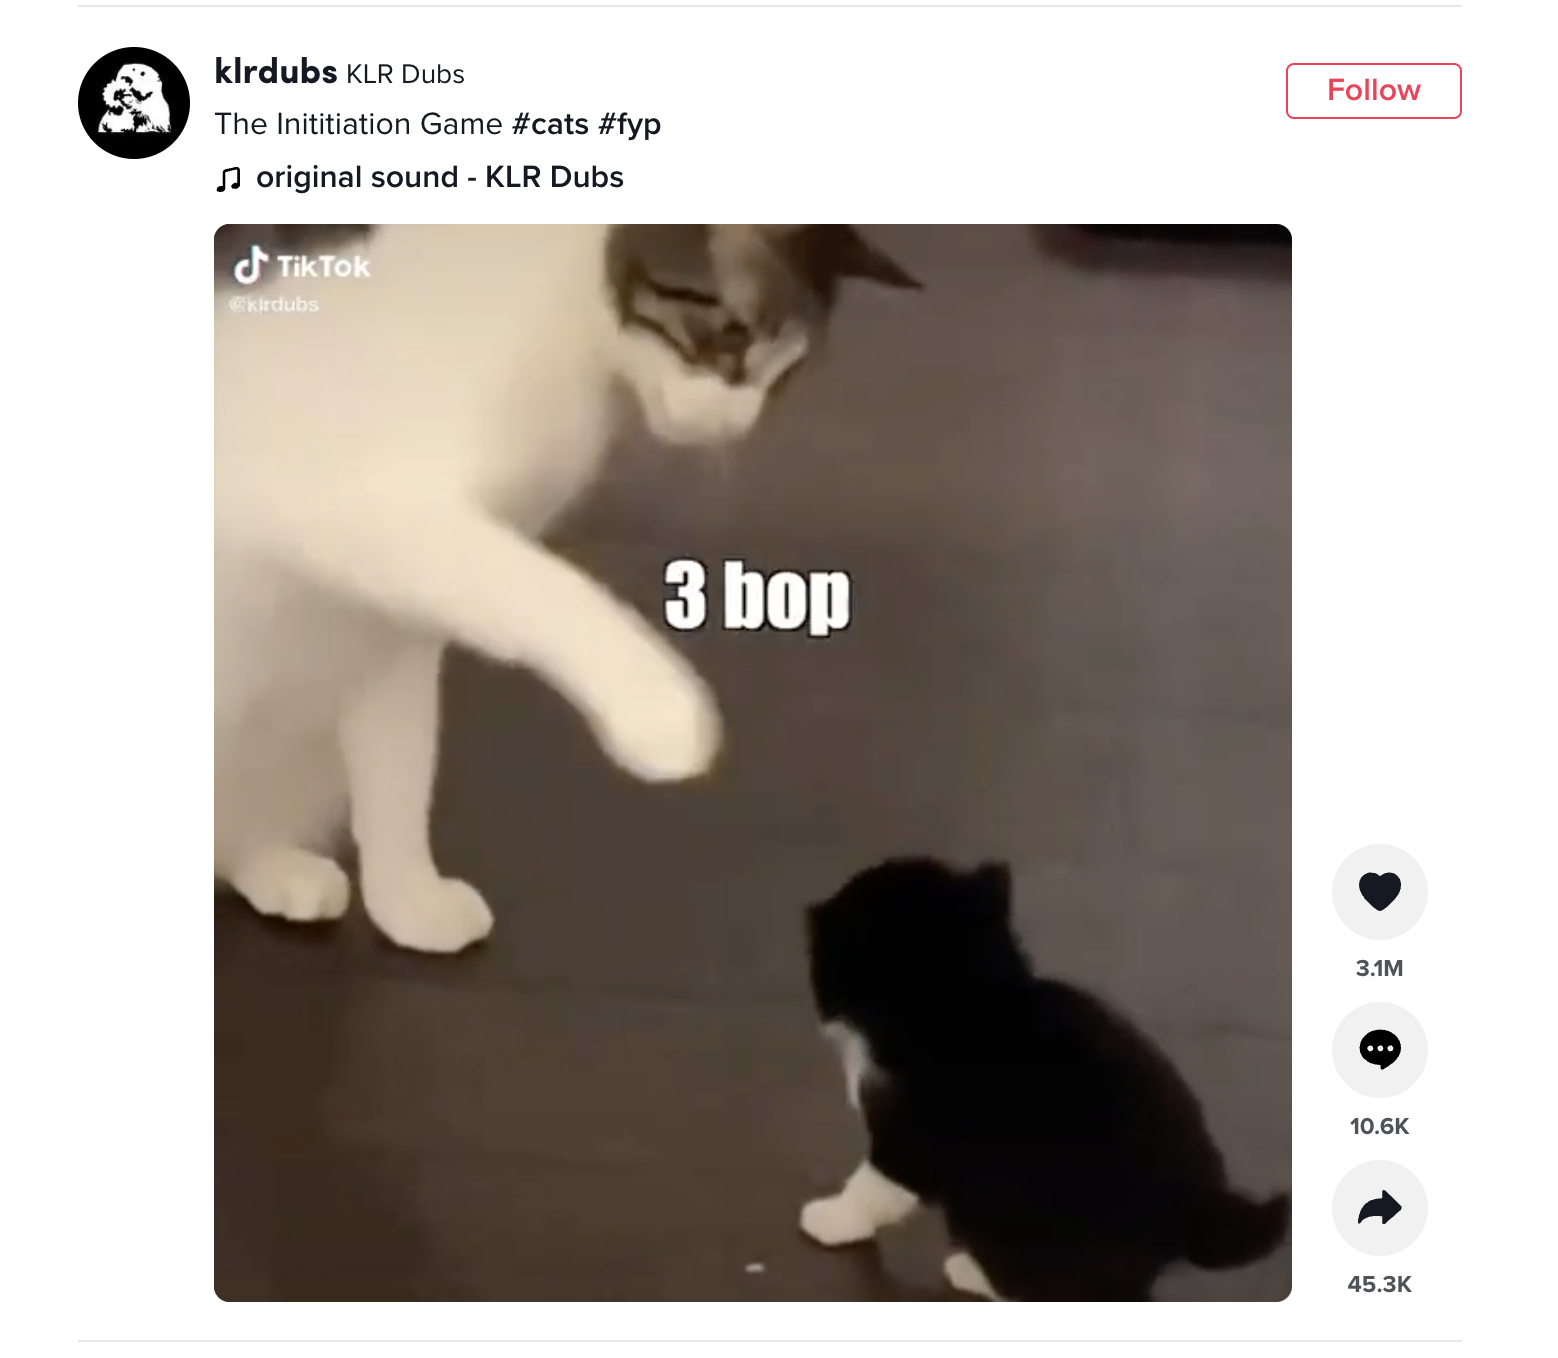 klrdubs KLR Dubs
Follow
The Inititiation Game #cats #fyp
original sound - KLR Dubs
TikTok
@klrdubs
3 bop
3.1M
10.6K
45.3K